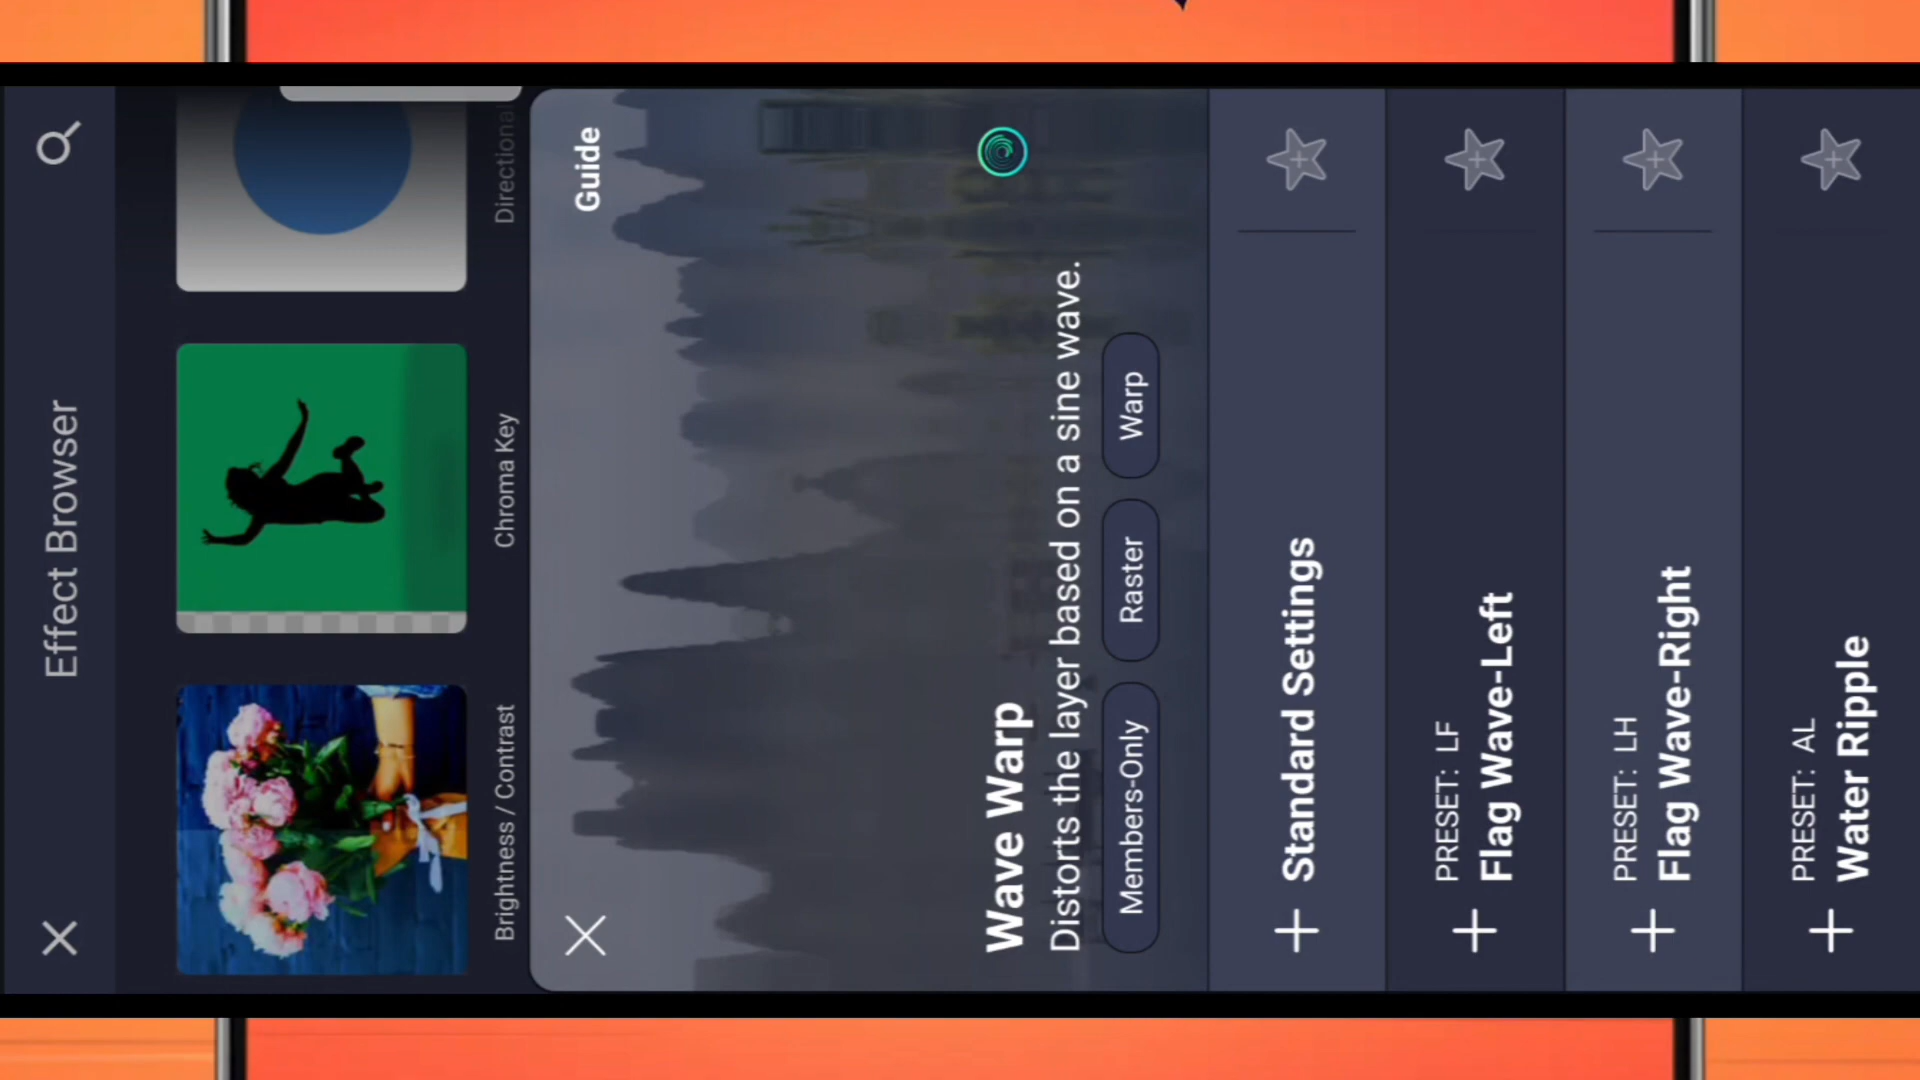 Effect Browser
Brightness / Contrast
Chroma Key
Directional
Guide
Wave Warp
Distorts the layer based on a sine wave.
Members-Only
Raster
Warp
Standard Settings
PRESET: LF
Flag Wave-Left
PRESET: LH
Flag Wave-Right
PRESET: AL
Water Ripple